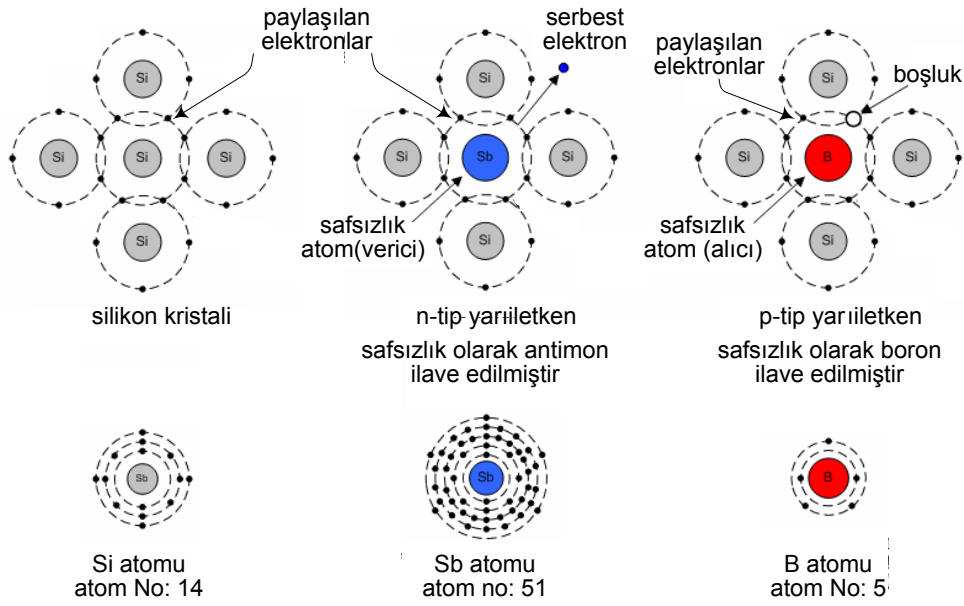 paylaşılan
elektronlar
serbest
elektron
paylaşılan
elektronlar
boşluk
Si
Si
Si
Si
Si
Si
Si
Sb
Si
Si
Si
Si
B
Si
Si
safsızlık
atom(verici)
safsızlık
atom (alıcı)
silikon kristali
n-tip yarıiletken
p-tip yarıiletken
safsızlık olarak antimon
ilave edilmiştir
safsızlık olarak boron
ilave edilmiştir
Sb
Sb
B
Si atomu
atom No: 14
Sb atomu
atom no: 51
B atomu
atom No: 5